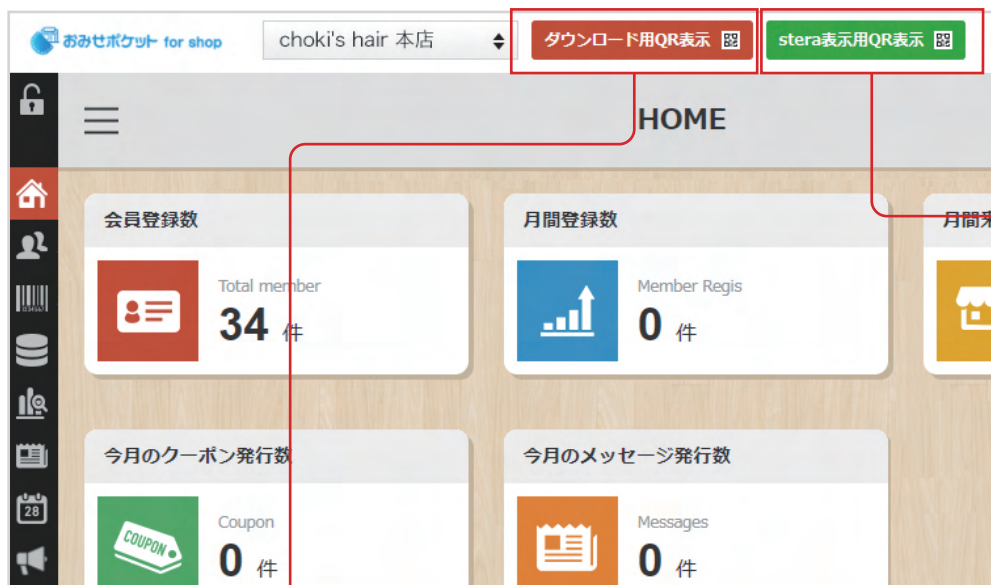 おみせポケット for shop
choki's hair 本店
ダウンロード用QR表示
stera表示用QR表示
HOME
会員登録数
月間登録数
月間来
Total member
34 件
Member Regis
0 件
今月のクーポン発行数
今月のメッセージ発行数
COUPON
Coupon
0 件
Messages
0 件
28